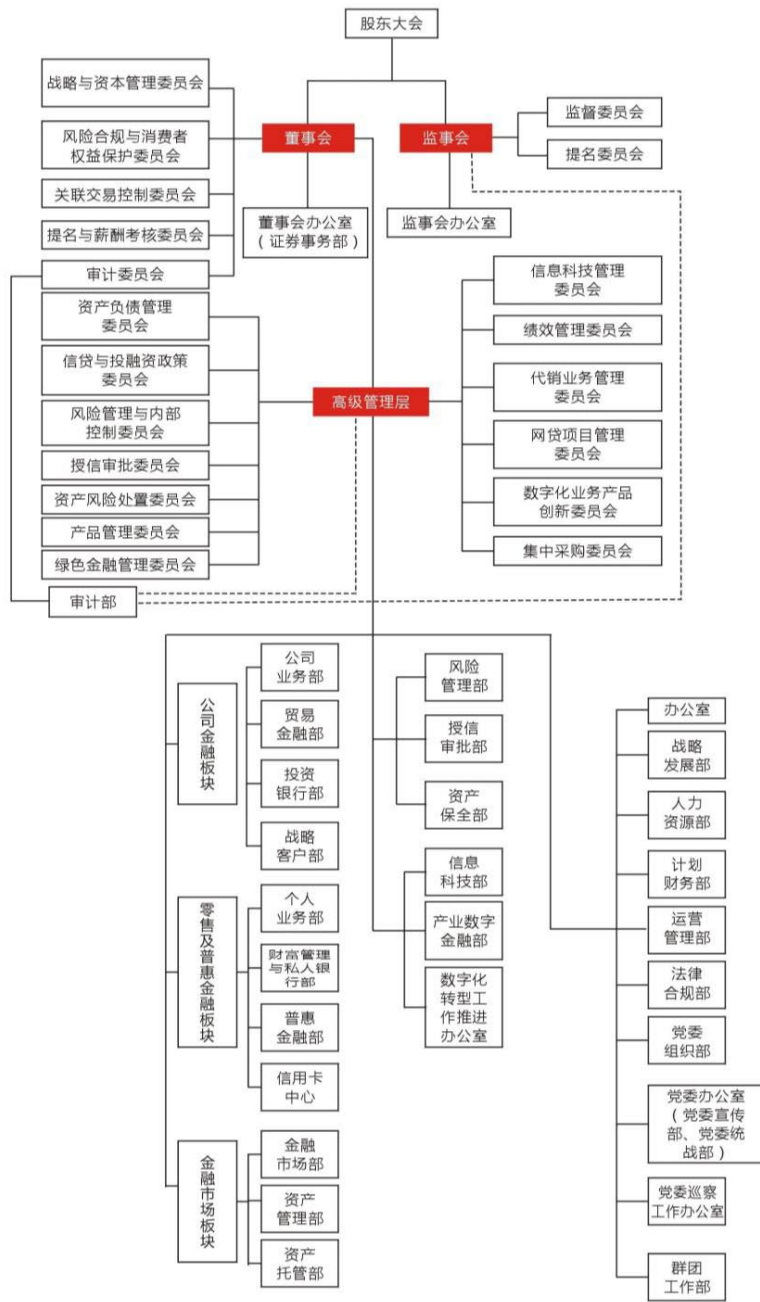 股东大会
战略与资本管理委员会
风险合规与消费者
权益保护委员会
关联交易控制委员会
提名与薪酬考核委员会
审计委员会
董事会
监事会
监督委员会
提名委员会
董事会办公室
（证券事务部）
监事会办公室
资产负债管理
委员会
信贷与投融资政策
委员会
风险管理与内部
控制委员会
授信审批委员会
资产风险处置委员会
产品管理委员会
绿色金融管理委员会
审计部
高级管理层
信息科技管理
委员会
绩效管理委员会
代销业务管理
委员会
网贷项目管理
委员会
数字化业务产品
创新委员会
集中采购委员会
公司金融板块
公司
业务部
贸易
金融部
投资
银行部
战略
客户部
零售及普惠金融板块
个人
业务部
财富管理
与私人银
行部
普惠
金融部
信用卡
中心
金融市场板块
金融
市场部
资产
管理部
资产
托管部
风险
管理部
授信
审批部
资产
保全部
信息
科技部
产业数字
金融部
数字化
转型工
作推进
办公室
办公室
战略
发展部
人力
资源部
计划
财务部
运营
管理部
法律
合规部
党委
组织部
党委办公室
（党委宣传
部、党委统
战部）
党委巡察
工作办公室
群团
工作部